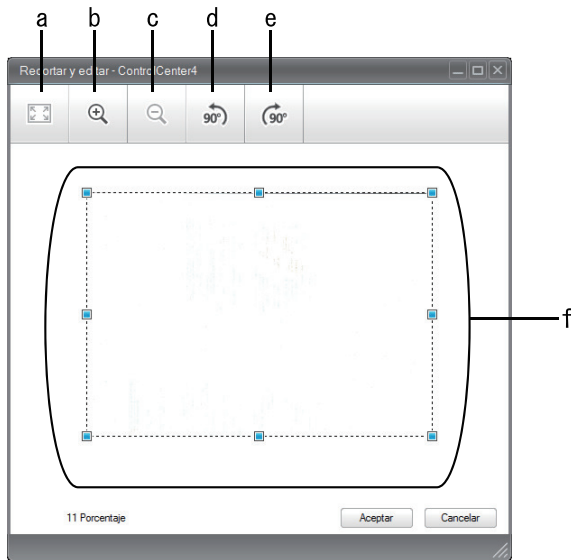 a b c d e
Recortar y editar - ControlCenter4
90° 90°
f
11 Porcentaje Aceptar Cancelar